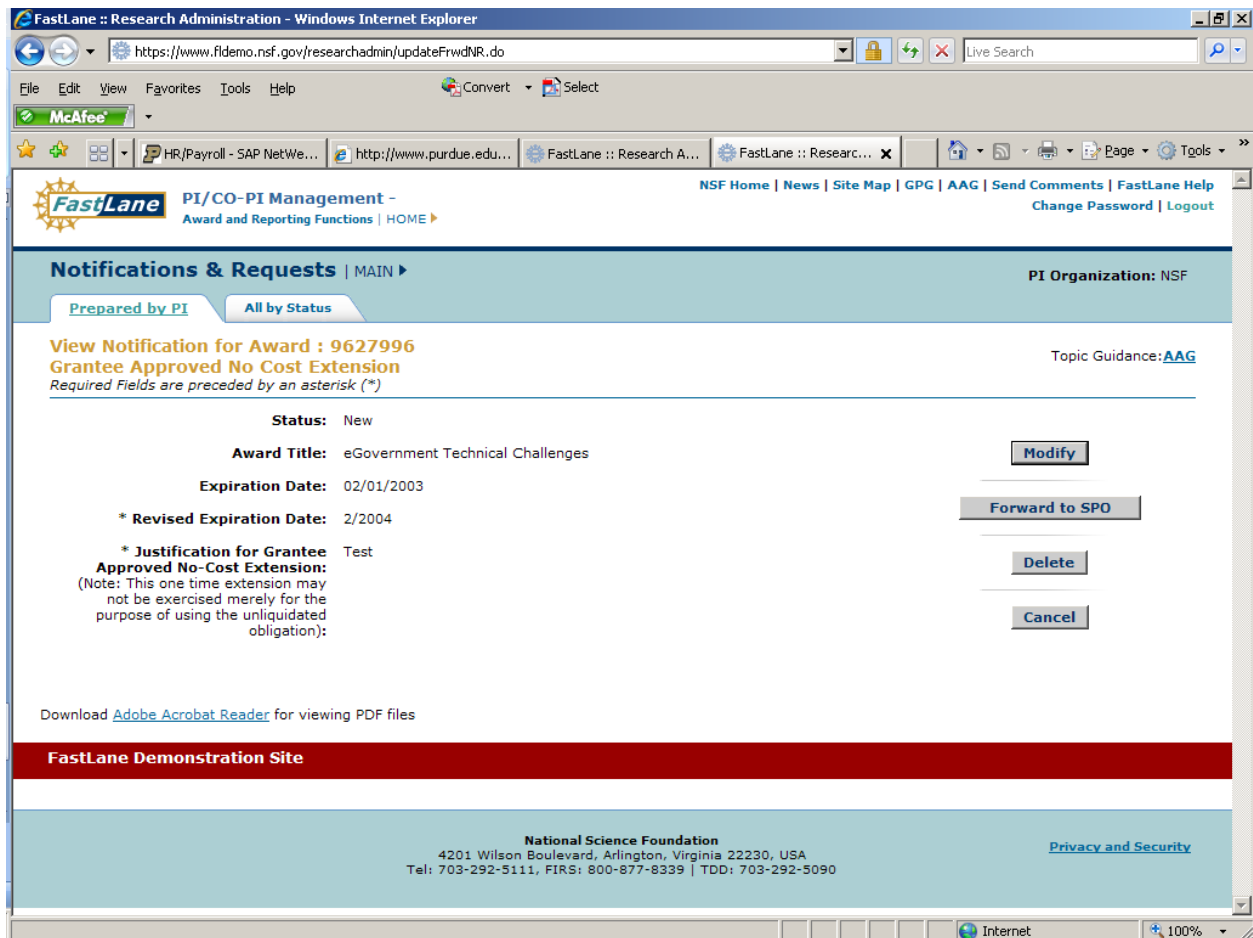 FastLane :: Research Administration - Windows Internet Explorer
https://www.fldemo.nsf.gov/researchadmin/updateFrwdNR.do
Live Search
File Edit View Favorites Tools Help
Convert Select
McAfee
HR/Payroll - SAP NetWe... http://www.purdue.edu... FastLane :: Research A... FastLane :: Researc... Page Tools
NSF Home | News | Site Map | GPG | AAG | Send Comments | FastLane Help
Change Password | Logout
FastLane
PI/CO-PI Management -
Award and Reporting Functions | HOME
Notifications & Requests | MAIN
PI Organization: NSF
Prepared by PI All by Status
View Notification for Award : 9627996
Grantee Approved No Cost Extension
Required Fields are preceded by an asterisk (*)
Topic Guidance:AAG
Status: New
Award Title: eGovernment Technical Challenges
Expiration Date: 02/01/2003
* Revised Expiration Date: 2/2004
* Justification for Grantee Test
Approved No-Cost Extension:
(Note: This one time extension may
not be exercised merely for the
purpose of using the unliquidated
obligation):
Modify
Forward to SPO
Delete
Cancel
Download Adobe Acrobat Reader for viewing PDF files
FastLane Demonstration Site
National Science Foundation
4201 Wilson Boulevard, Arlington, Virginia 22230, USA
Tel: 703-292-5111, FIRS: 800-877-8339 | TDD: 703-292-5090
Privacy and Security
Internet 100%